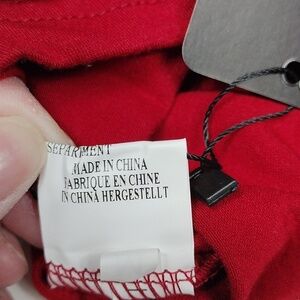 SEPARMENT
MADE IN CHINA
FABRIQUE EN CHINE
IN CHINA HERGESTELLT